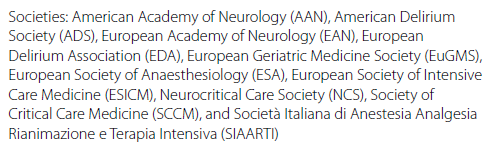 Societies: American Academy of Neurology (AAN), American Delirium
Society (ADS), European Academy of Neurology (EAN), European
Delirium Association (EDA), European Geriatric Medicine Society (EuGMS),
European Society of Anaesthesiology (ESA), European Society of Intensive
Care Medicine (ESICM), Neurocritical Care Society (NCS), Society of
Critical Care Medicine (SCCM), and Società Italiana di Anestesia Analgesia
Rianimazione e Terapia Intensiva (SIAARTI)